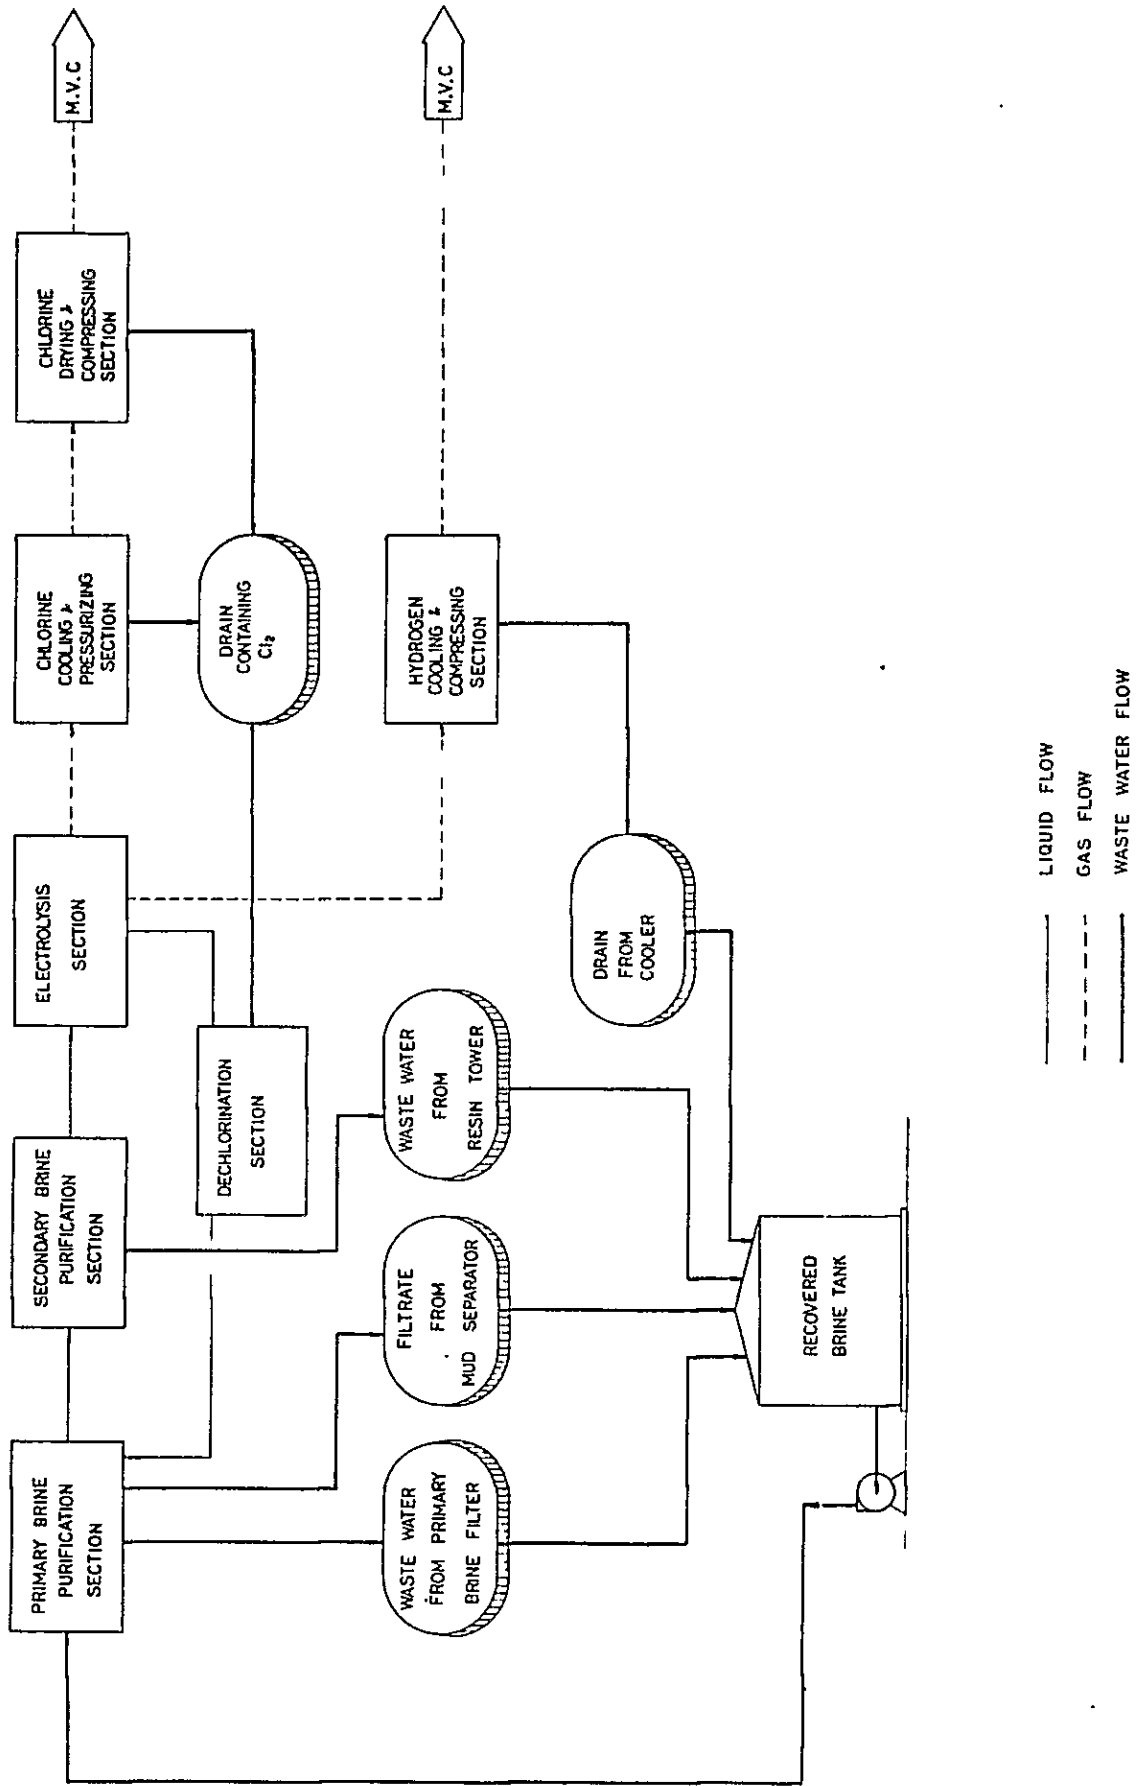 PRIMARY BRINE
PURIFICATION
SECTION
SECONDARY BRINE
PURIFICATION
SECTION
ELECTROLYSIS
SECTION
CHLORINE
COOLING &
PRESSURIZING
SECTION
CHLORINE
DRYING &
COMPRESSING
SECTION
M.V.C
DECHLORINATION
SECTION
DRAIN
CONTAINING
Cl₂
WASTE WATER
FROM PRIMARY
BRINE FILTER
FILTRATE
FROM
MUD SEPARATOR
WASTE WATER
FROM
RESIN TOWER
HYDROGEN
COOLING &
COMPRESSING
SECTION
M.V.C
DRAIN
FROM
COOLER
RECOVERED
BRINE TANK
LIQUID FLOW
GAS FLOW
WASTE WATER FLOW